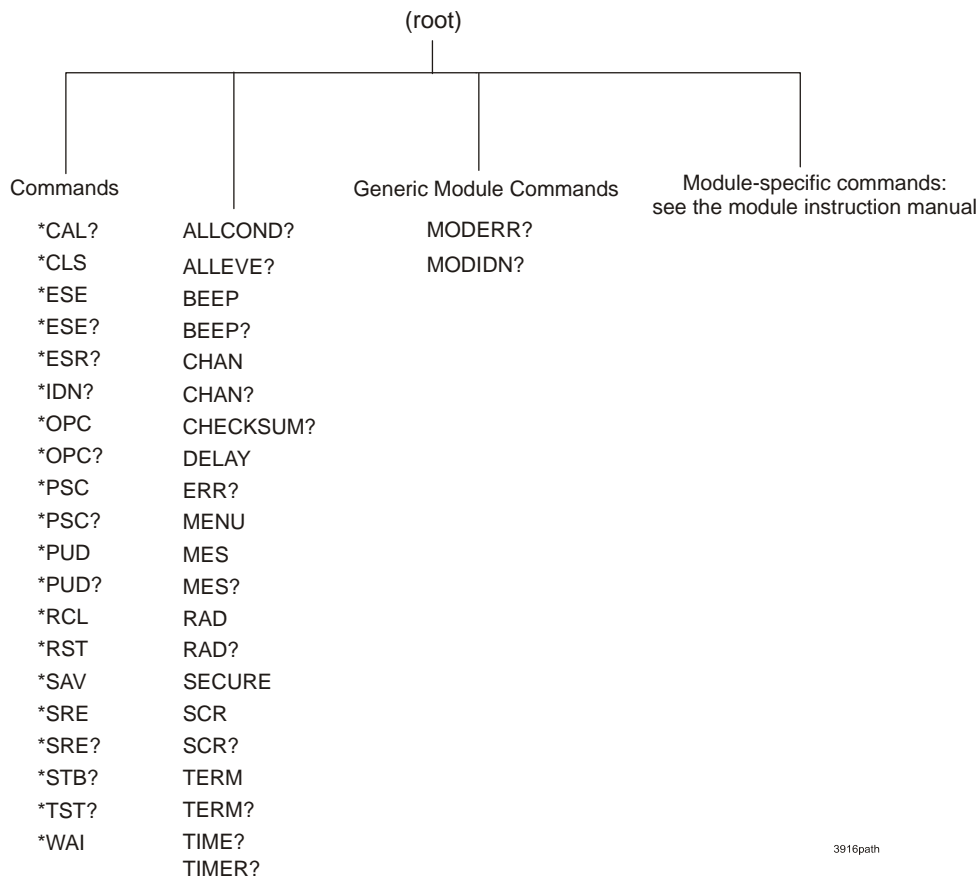 (root)
Commands
*CAL?
*CLS
*ESE
*ESE?
*ESR?
*IDN?
*OPC
*OPC?
*PSC
*PSC?
*PUD
*PUD?
*RCL
*RST
*SAV
*SRE
*SRE?
*STB?
*TST?
*WAI
ALLCOND?
ALLEVE?
BEEP
BEEP?
CHAN
CHAN?
CHECKSUM?
DELAY
ERR?
MENU
MES
MES?
RAD
RAD?
SECURE
SCR
SCR?
TERM
TERM?
TIME?
TIMER?
Generic Module Commands
MODERR?
MODIDN?
Module-specific commands:
see the module instruction manual
3916path